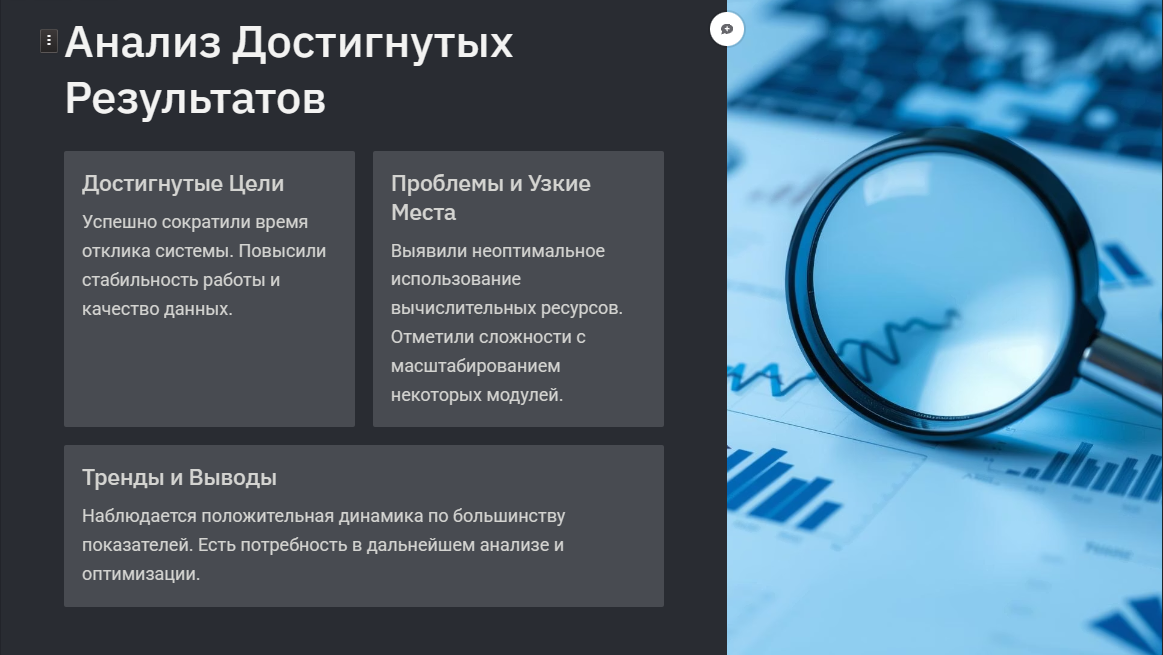 Анализ Достигнутых
Результатов
Достигнутые Цели
Успешно сократили время
отклика системы. Повысили
стабильность работы и
качество данных.
Проблемы и Узкие
Места
Выявили неоптимальное
использование
вычислительных ресурсов.
Отметили сложности с
масштабированием
некоторых модулей.
Тренды и Выводы
Наблюдается положительная динамика по большинству
показателей. Есть потребность в дальнейшем анализе и
оптимизации.